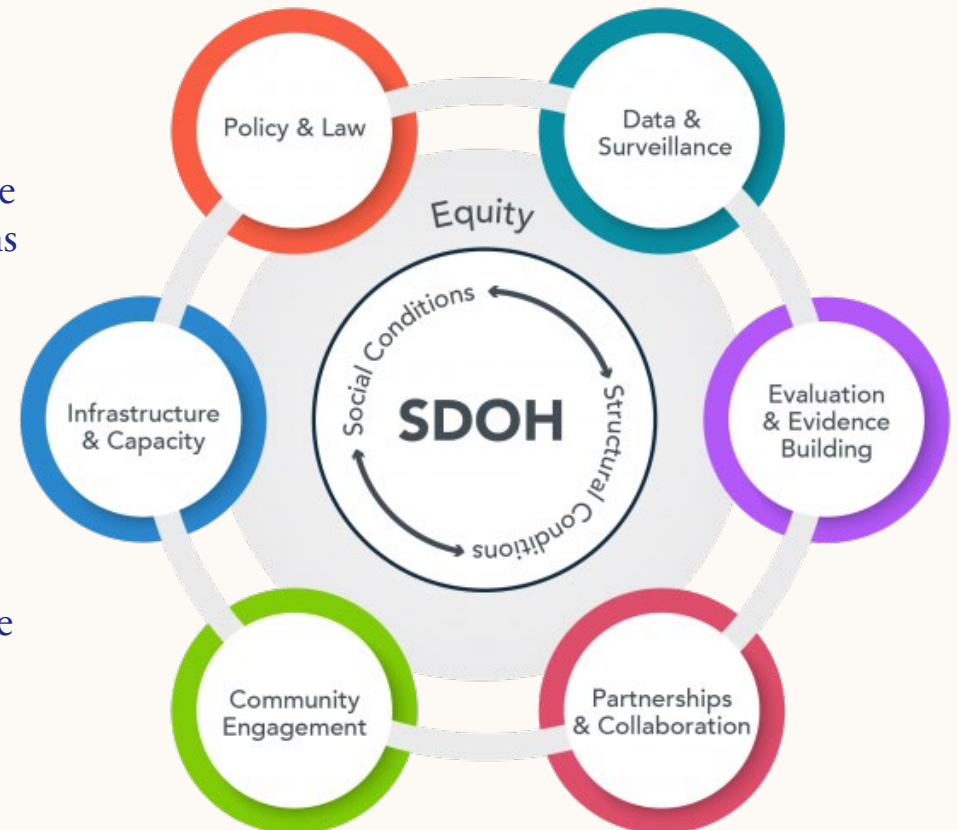 Policy & Law
Data &
Surveillance
Equity
Social Conditions
SDOH
Structural Conditions
Infrastructure
& Capacity
Evaluation
& Evidence
Building
Community
Engagement
Partnerships
& Collaboration